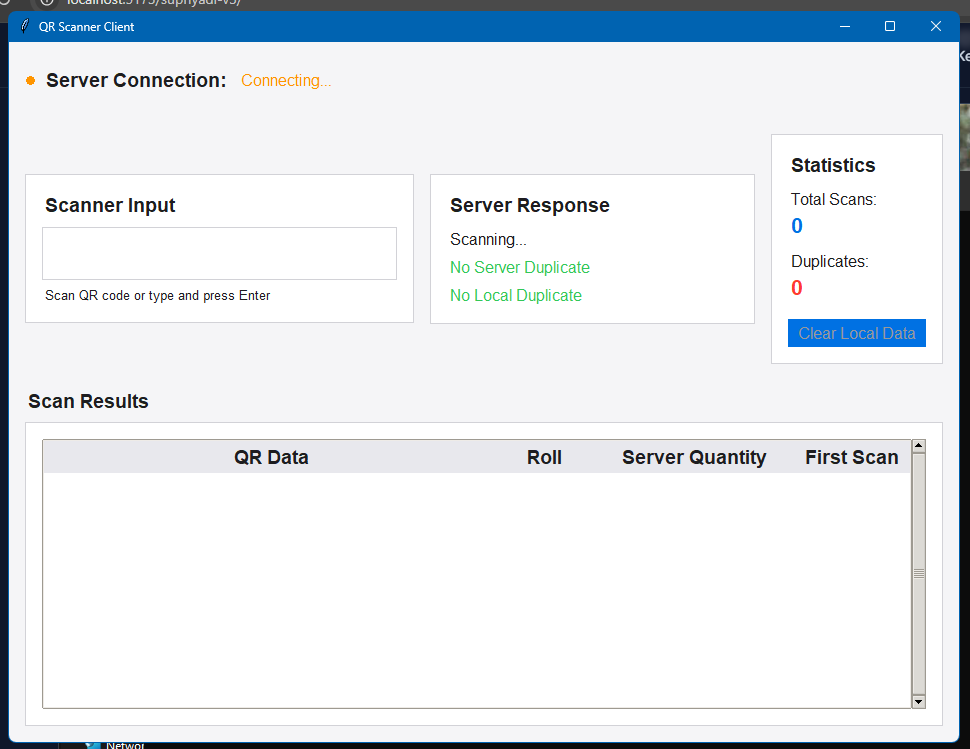 localhost:5173/supriyadi-v3/
QR Scanner Client
Server Connection: Connecting...
Scanner Input
Scan QR code or type and press Enter
Server Response
Scanning...
No Server Duplicate
No Local Duplicate
Statistics
Total Scans:
0
Duplicates:
0
Clear Local Data
Scan Results
QR Data Roll Server Quantity First Scan